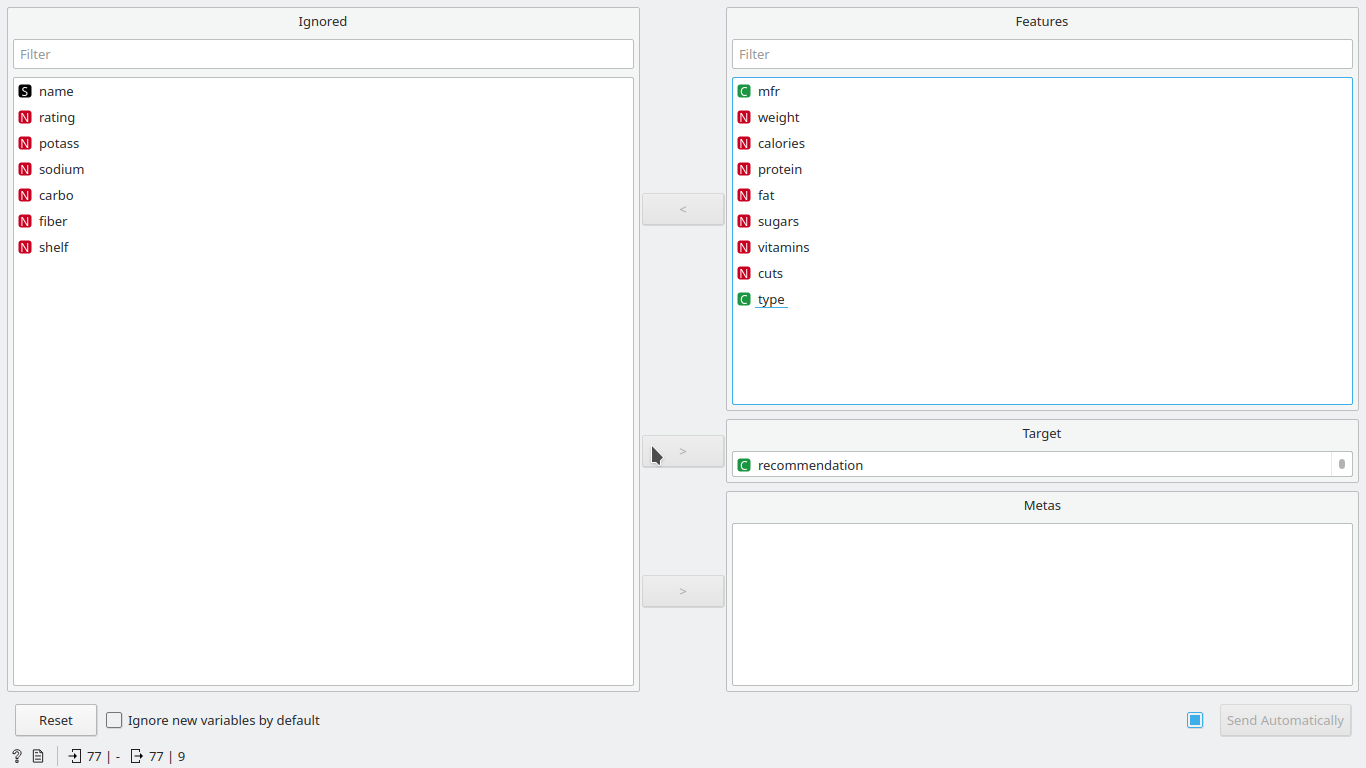 Ignored
Filter
S name
N rating
N potass
N sodium
N carbo
N fiber
N shelf
<
>
>
Features
Filter
C mfr
N weight
N calories
N protein
N fat
N sugars
N vitamins
N cuts
C type
Target
C recommendation
Metas
Reset
Ignore new variables by default
Send Automatically
? 77 | - 77 | 9